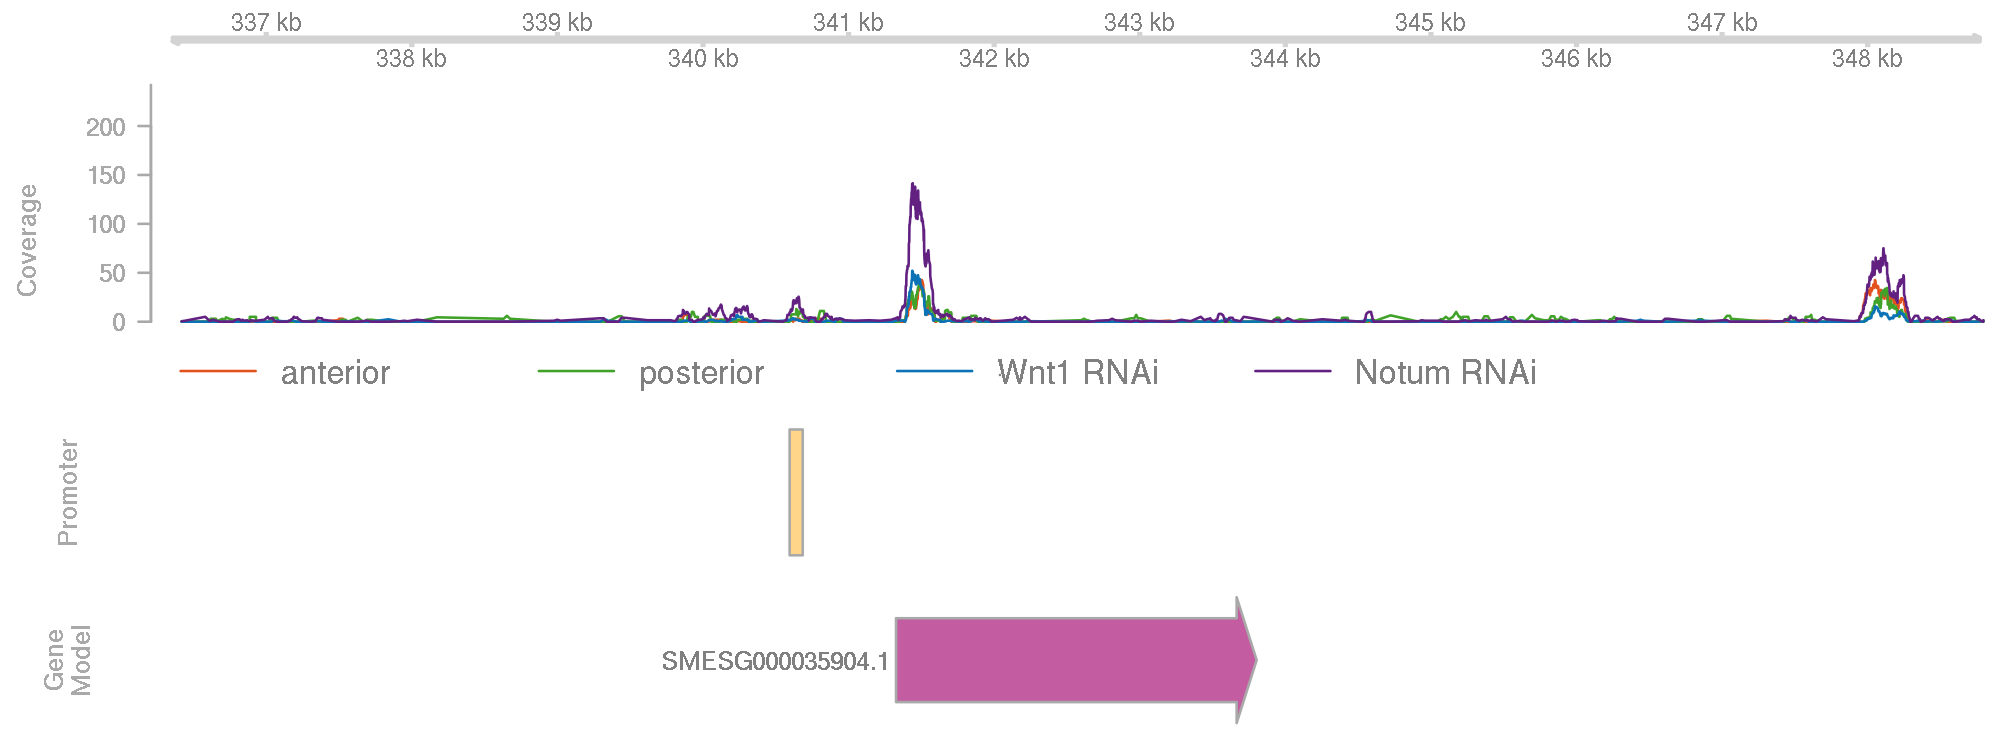 337 kb 339 kb 341 kb 343 kb 345 kb 347 kb
338 kb 340 kb 342 kb 344 kb 346 kb 348 kb
Coverage
200
150
100
50
0
anterior posterior Wnt1 RNAi Notum RNAi
Promoter
Gene
Model
SMESG000035904.1